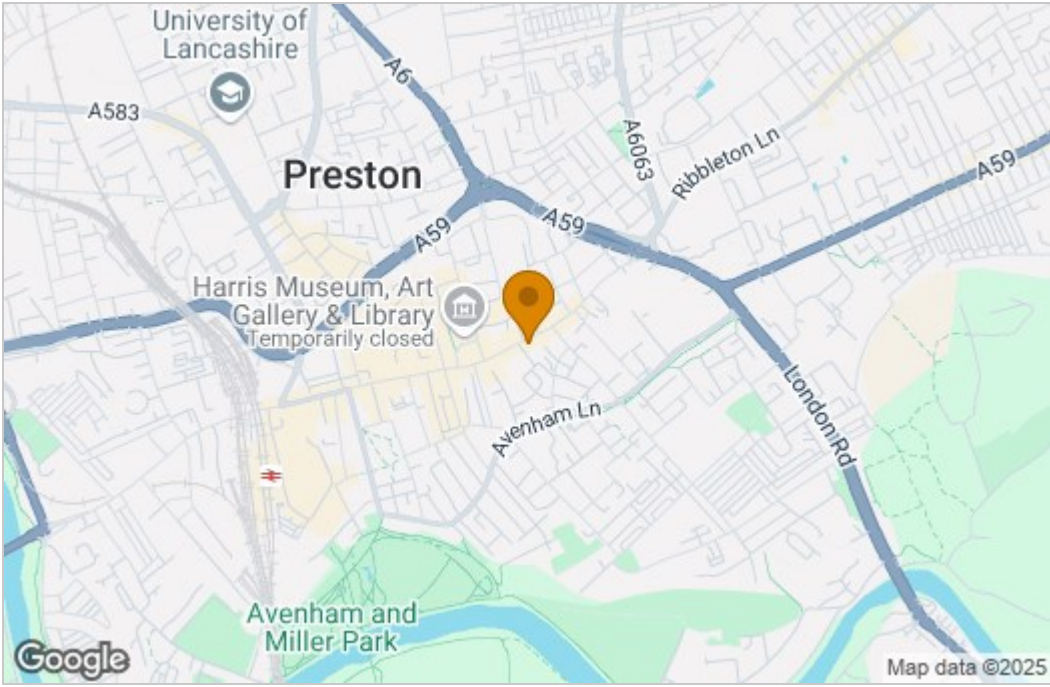 University of
Lancashire
A6
A583
A6063
Ribbleton Ln
A59
Preston
A59
A59
Harris Museum, Art
Gallery & Library
Temporarily closed
London Rd
Avenham Ln
Avenham and
Miller Park
Google
Map data ©2025